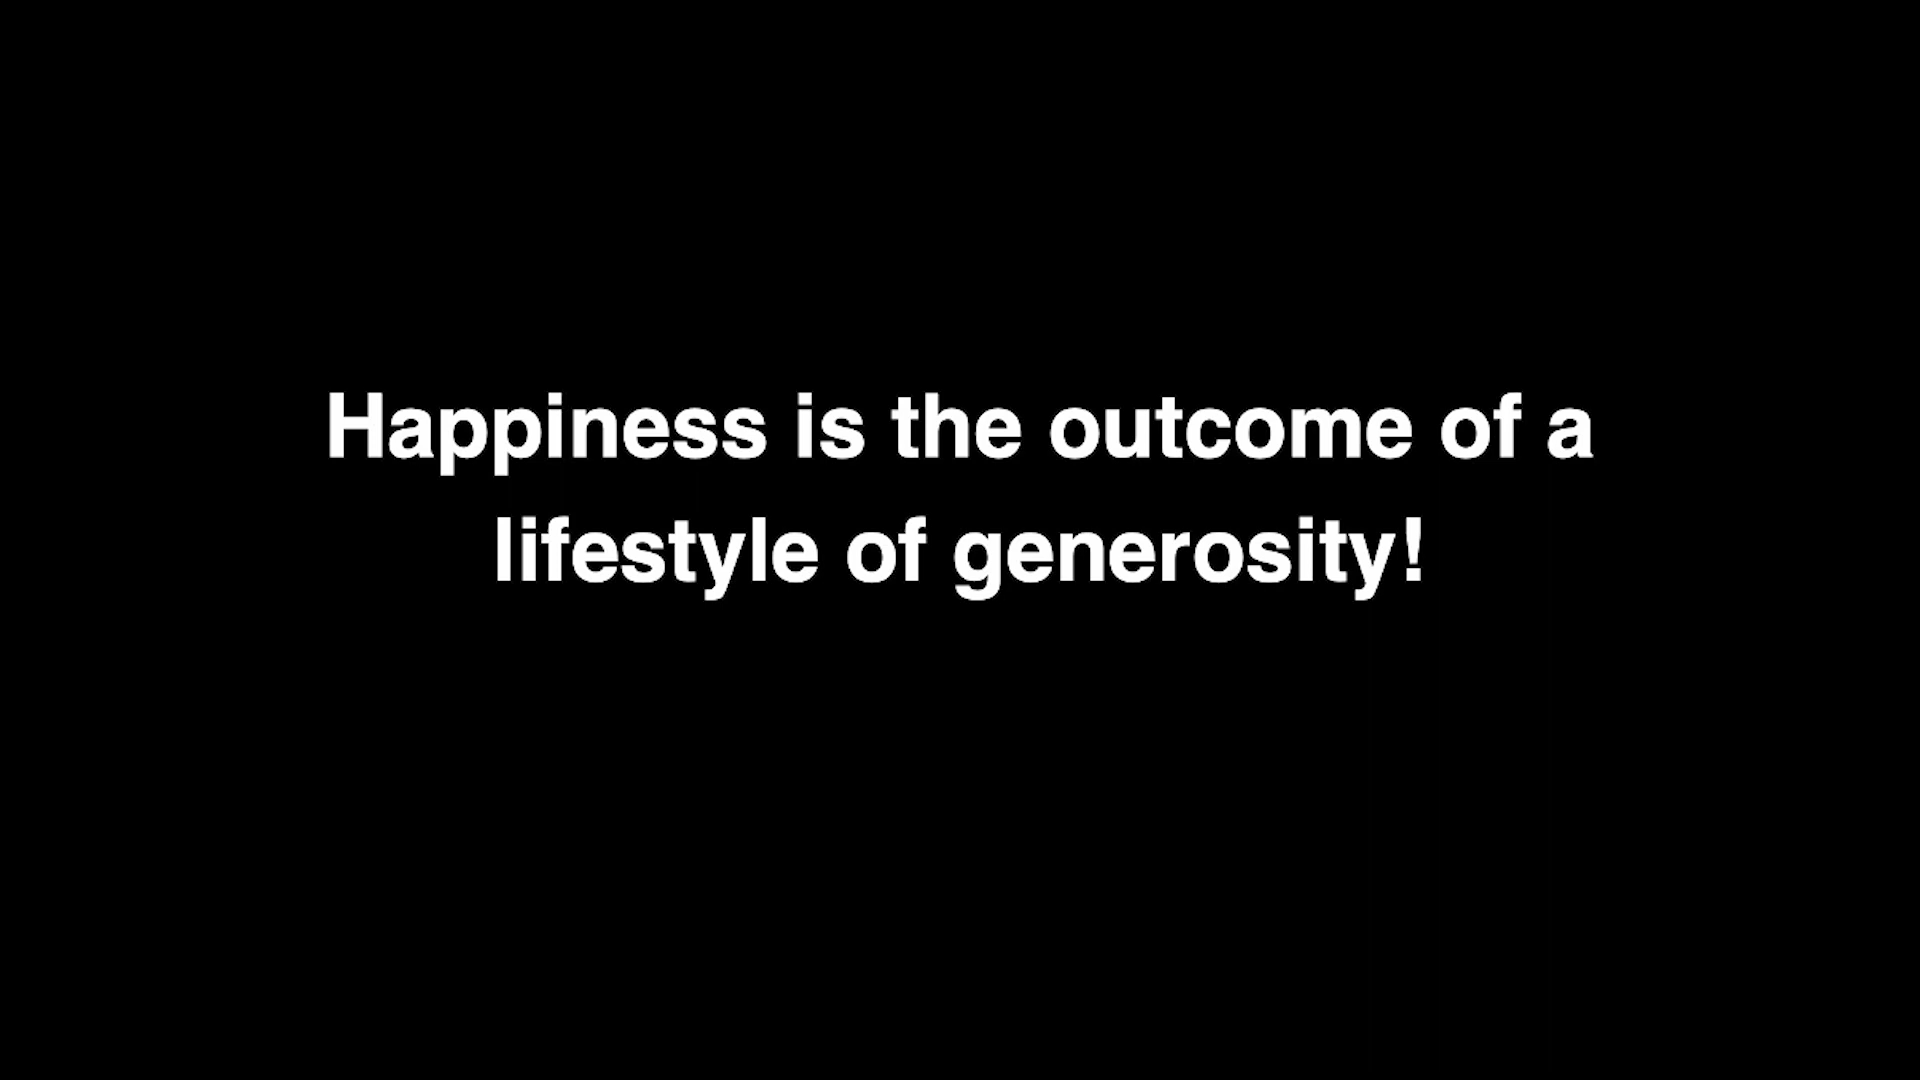 Happiness is the outcome of a
lifestyle of generosity!